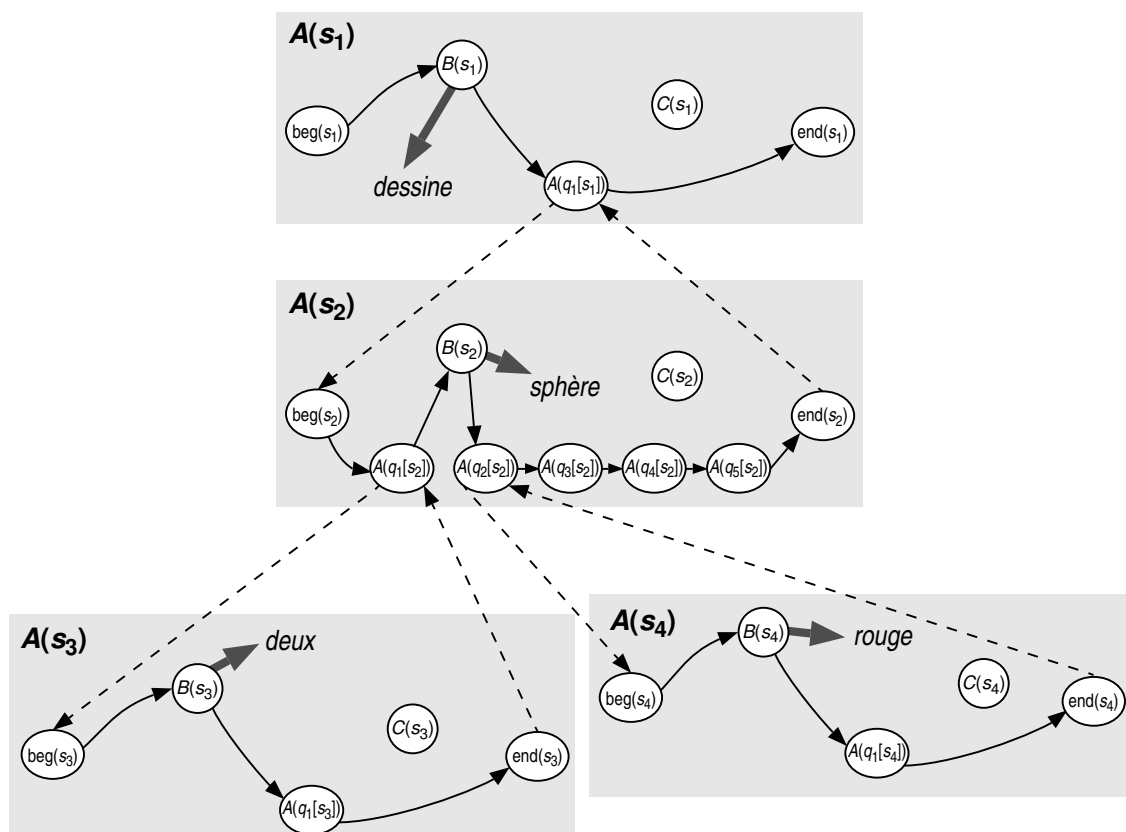 A(s₁)
B(s₁)
C(s₁)
beg(s₁)
end(s₁)
dessine
A(q₁[s₁])
A(s₂)
B(s₂)
C(s₂)
sphère
beg(s₂)
end(s₂)
A(q₁[s₂])
A(q₂[s₂])
A(q₃[s₂])
A(q₄[s₂])
A(q₅[s₂])
A(s₃)
deux
B(s₃)
C(s₃)
beg(s₃)
end(s₃)
A(q₁[s₃])
A(s₄)
B(s₄)
rouge
C(s₄)
beg(s₄)
end(s₄)
A(q₁[s₄])